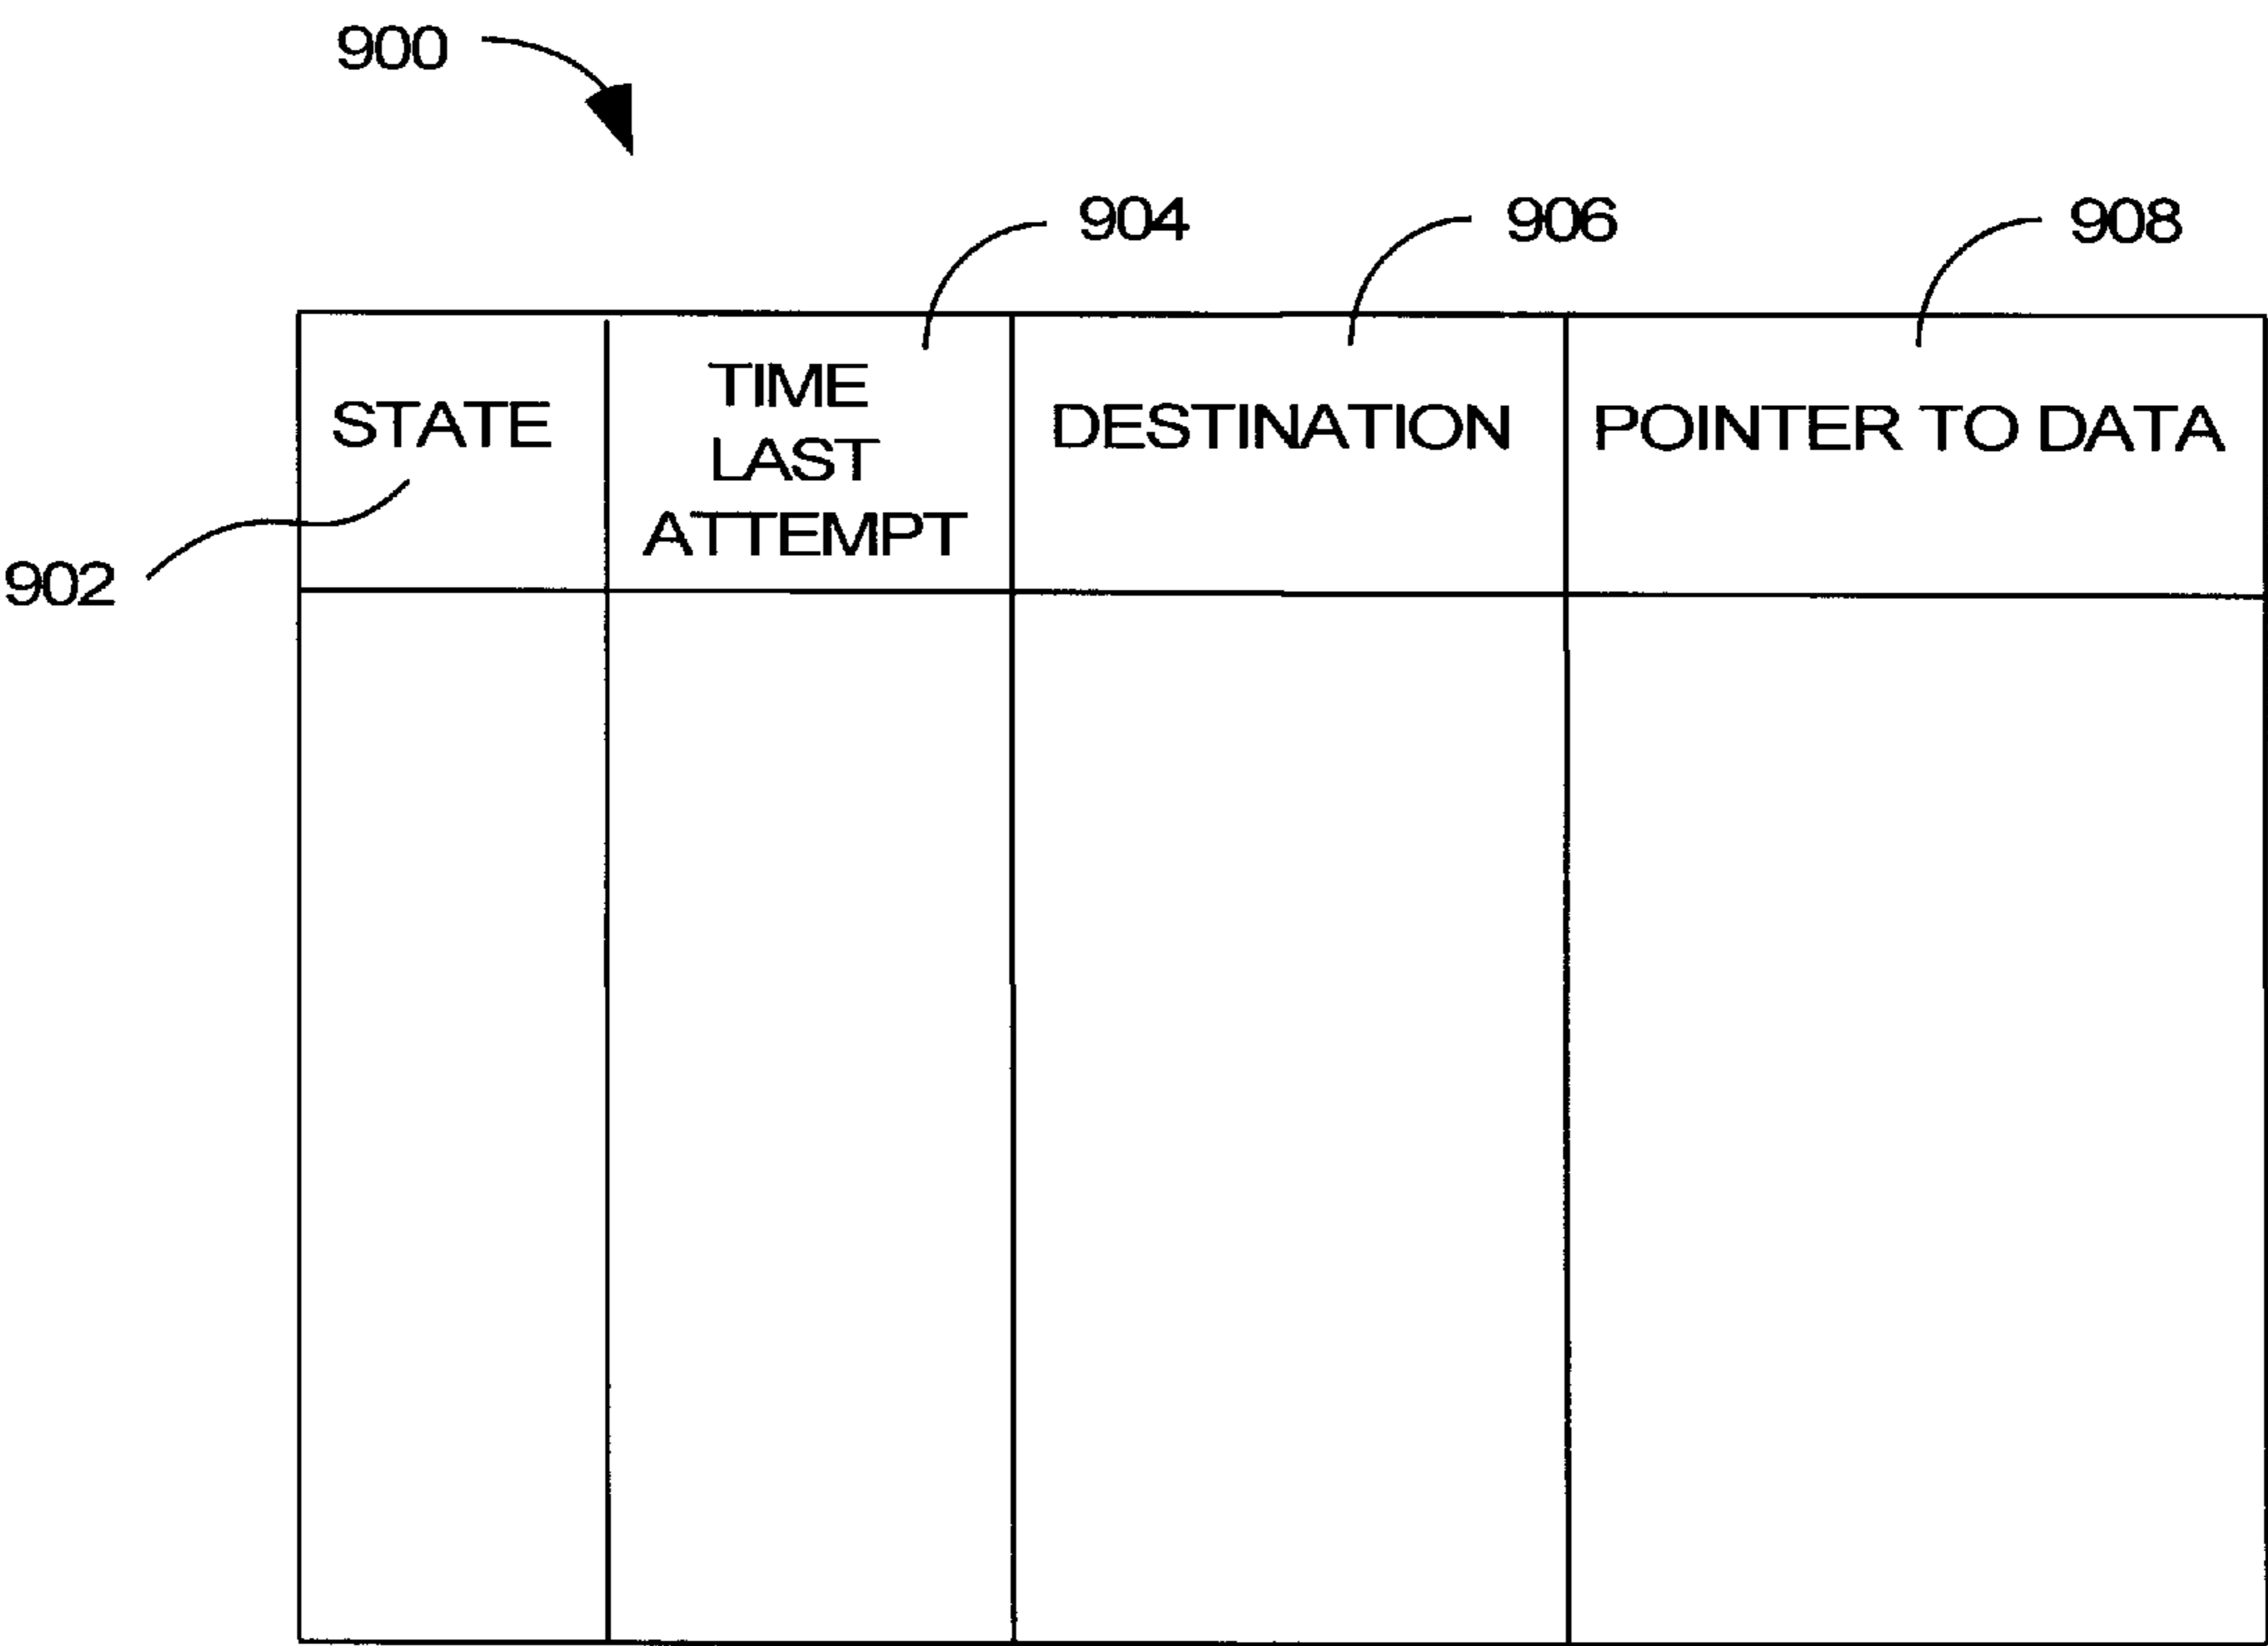 900
904
906
908
STATE
TIME
LAST
ATTEMPT
DESTINATION
POINTER TO DATA
902